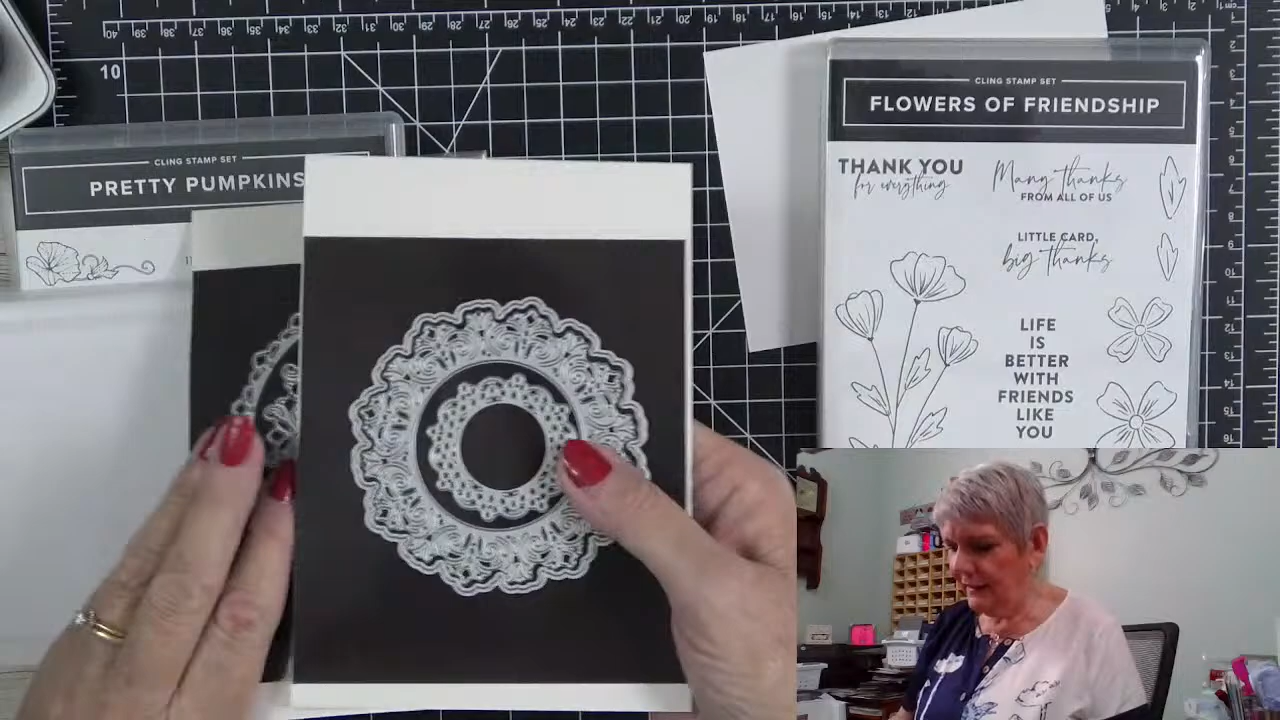 CLING STAMP SET
PRETTY PUMPKINS
CLING STAMP SET
FLOWERS OF FRIENDSHIP
THANK YOU
for everything
Many thanks
FROM ALL OF US
LITTLE CARD,
big thanks
LIFE
IS
BETTER
WITH
FRIENDS
LIKE
YOU
10